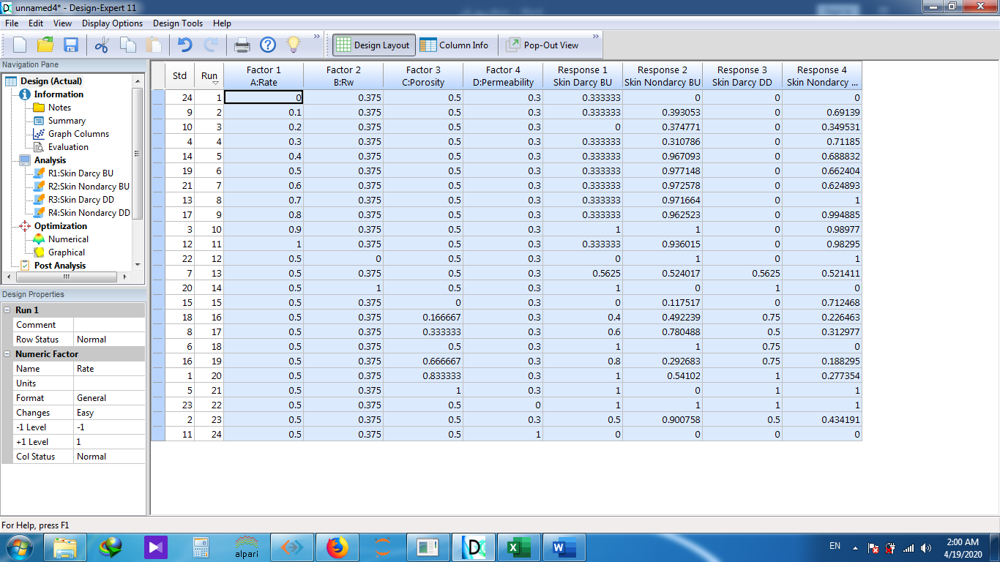 unnamed4* - Design-Expert 11
File Edit View Display Options Design Tools Help
» Design Layout Column Info Pop-Out View »
Navigation Pane
Design (Actual)
Information
Notes
Summary
Graph Columns
Evaluation
Analysis
R1:Skin Darcy BU
R2:Skin Nondarcy BU
R3:Skin Darcy DD
R4:Skin Nondarcy DD
Optimization
Numerical
Graphical
Post Analysis
Design Properties
Run 1
Comment
Row Status Normal
Numeric Factor
Name Rate
Units
Format General
Changes Easy
-1 Level -1
+1 Level 1
Col Status Normal
Factor 1 Factor 2 Factor 3 Factor 4 Response 1 Response 2 Response 3 Response 4
Std Run A:Rate B:Rw C:Porosity D:Permeability Skin Darcy BU Skin Nondarcy BU Skin Darcy DD Skin Nondarcy ...
24 1 0 0.375 0.5 0.3 0.333333 0 0 0
9 2 0.1 0.375 0.5 0.3 0.333333 0.393053 0 0.69139
10 3 0.2 0.375 0.5 0.3 0 0.374771 0 0.349531
4 4 0.3 0.375 0.5 0.3 0.333333 0.310786 0 0.71185
14 5 0.4 0.375 0.5 0.3 0.333333 0.967093 0 0.688832
19 6 0.5 0.375 0.5 0.3 0.333333 0.977148 0 0.662404
21 7 0.6 0.375 0.5 0.3 0.333333 0.972578 0 0.624893
13 8 0.7 0.375 0.5 0.3 0.333333 0.971664 0 1
17 9 0.8 0.375 0.5 0.3 0.333333 0.962523 0 0.994885
3 10 0.9 0.375 0.5 0.3 1 1 0 0.98977
12 11 1 0.375 0.5 0.3 0.333333 0.936015 0 0.98295
22 12 0.5 0 0.5 0.3 0 1 0 1
7 13 0.5 0.375 0.5 0.3 0.5625 0.524017 0.5625 0.521411
20 14 0.5 1 0.5 0.3 1 0 1 0
15 15 0.5 0.375 0 0.3 0 0.117517 0 0.712468
18 16 0.5 0.375 0.166667 0.3 0.4 0.492239 0.75 0.226463
8 17 0.5 0.375 0.333333 0.3 0.6 0.780488 0.5 0.312977
6 18 0.5 0.375 0.5 0.3 1 1 0.75 0
16 19 0.5 0.375 0.666667 0.3 0.8 0.292683 0.75 0.188295
1 20 0.5 0.375 0.833333 0.3 1 0.54102 1 0.277354
5 21 0.5 0.375 1 0.3 1 0 1 1
23 22 0.5 0.375 0.5 0 1 1 1 1
2 23 0.5 0.375 0.5 0.3 0.5 0.900758 0.5 0.434191
11 24 0.5 0.375 0.5 1 0 0 0 0
For Help, press F1
alpari
EN
2:00 AM
4/19/2020